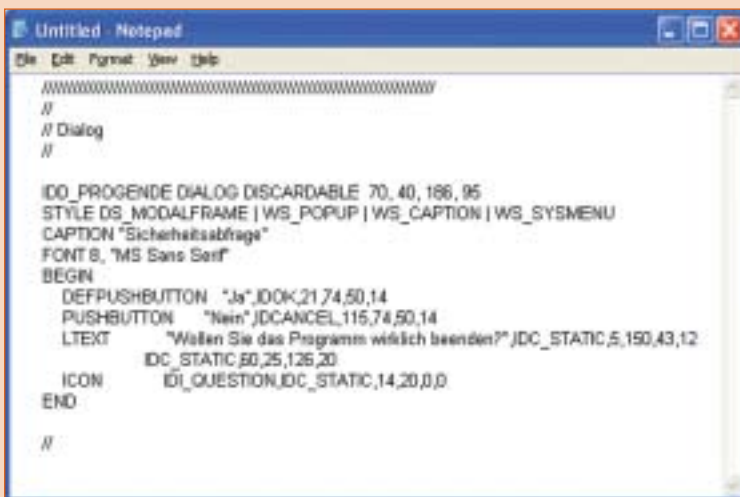 Untitled - Notepad
File Edit Format View Help
//////////////////////////////////////////////////////////////////////////////
//
// Dialog
//
IDD_PROGENDE DIALOG DISCARDABLE 70, 40, 186, 95
STYLE DS_MODALFRAME | WS_POPUP | WS_CAPTION | WS_SYSMENU
CAPTION "Sicherheitsabfrage"
FONT 8, "MS Sans Serif"
BEGIN
DEFPUSHBUTTON "Ja",IDOK,21,74,50,14
PUSHBUTTON "Nein",IDCANCEL,115,74,50,14
LTEXT "Wollen Sie das Programm wirklich beenden?",IDC_STATIC,5,150,43,12
IDC_STATIC,60,25,126,20
ICON IDI_QUESTION,IDC_STATIC,14,20,0,0
END
//